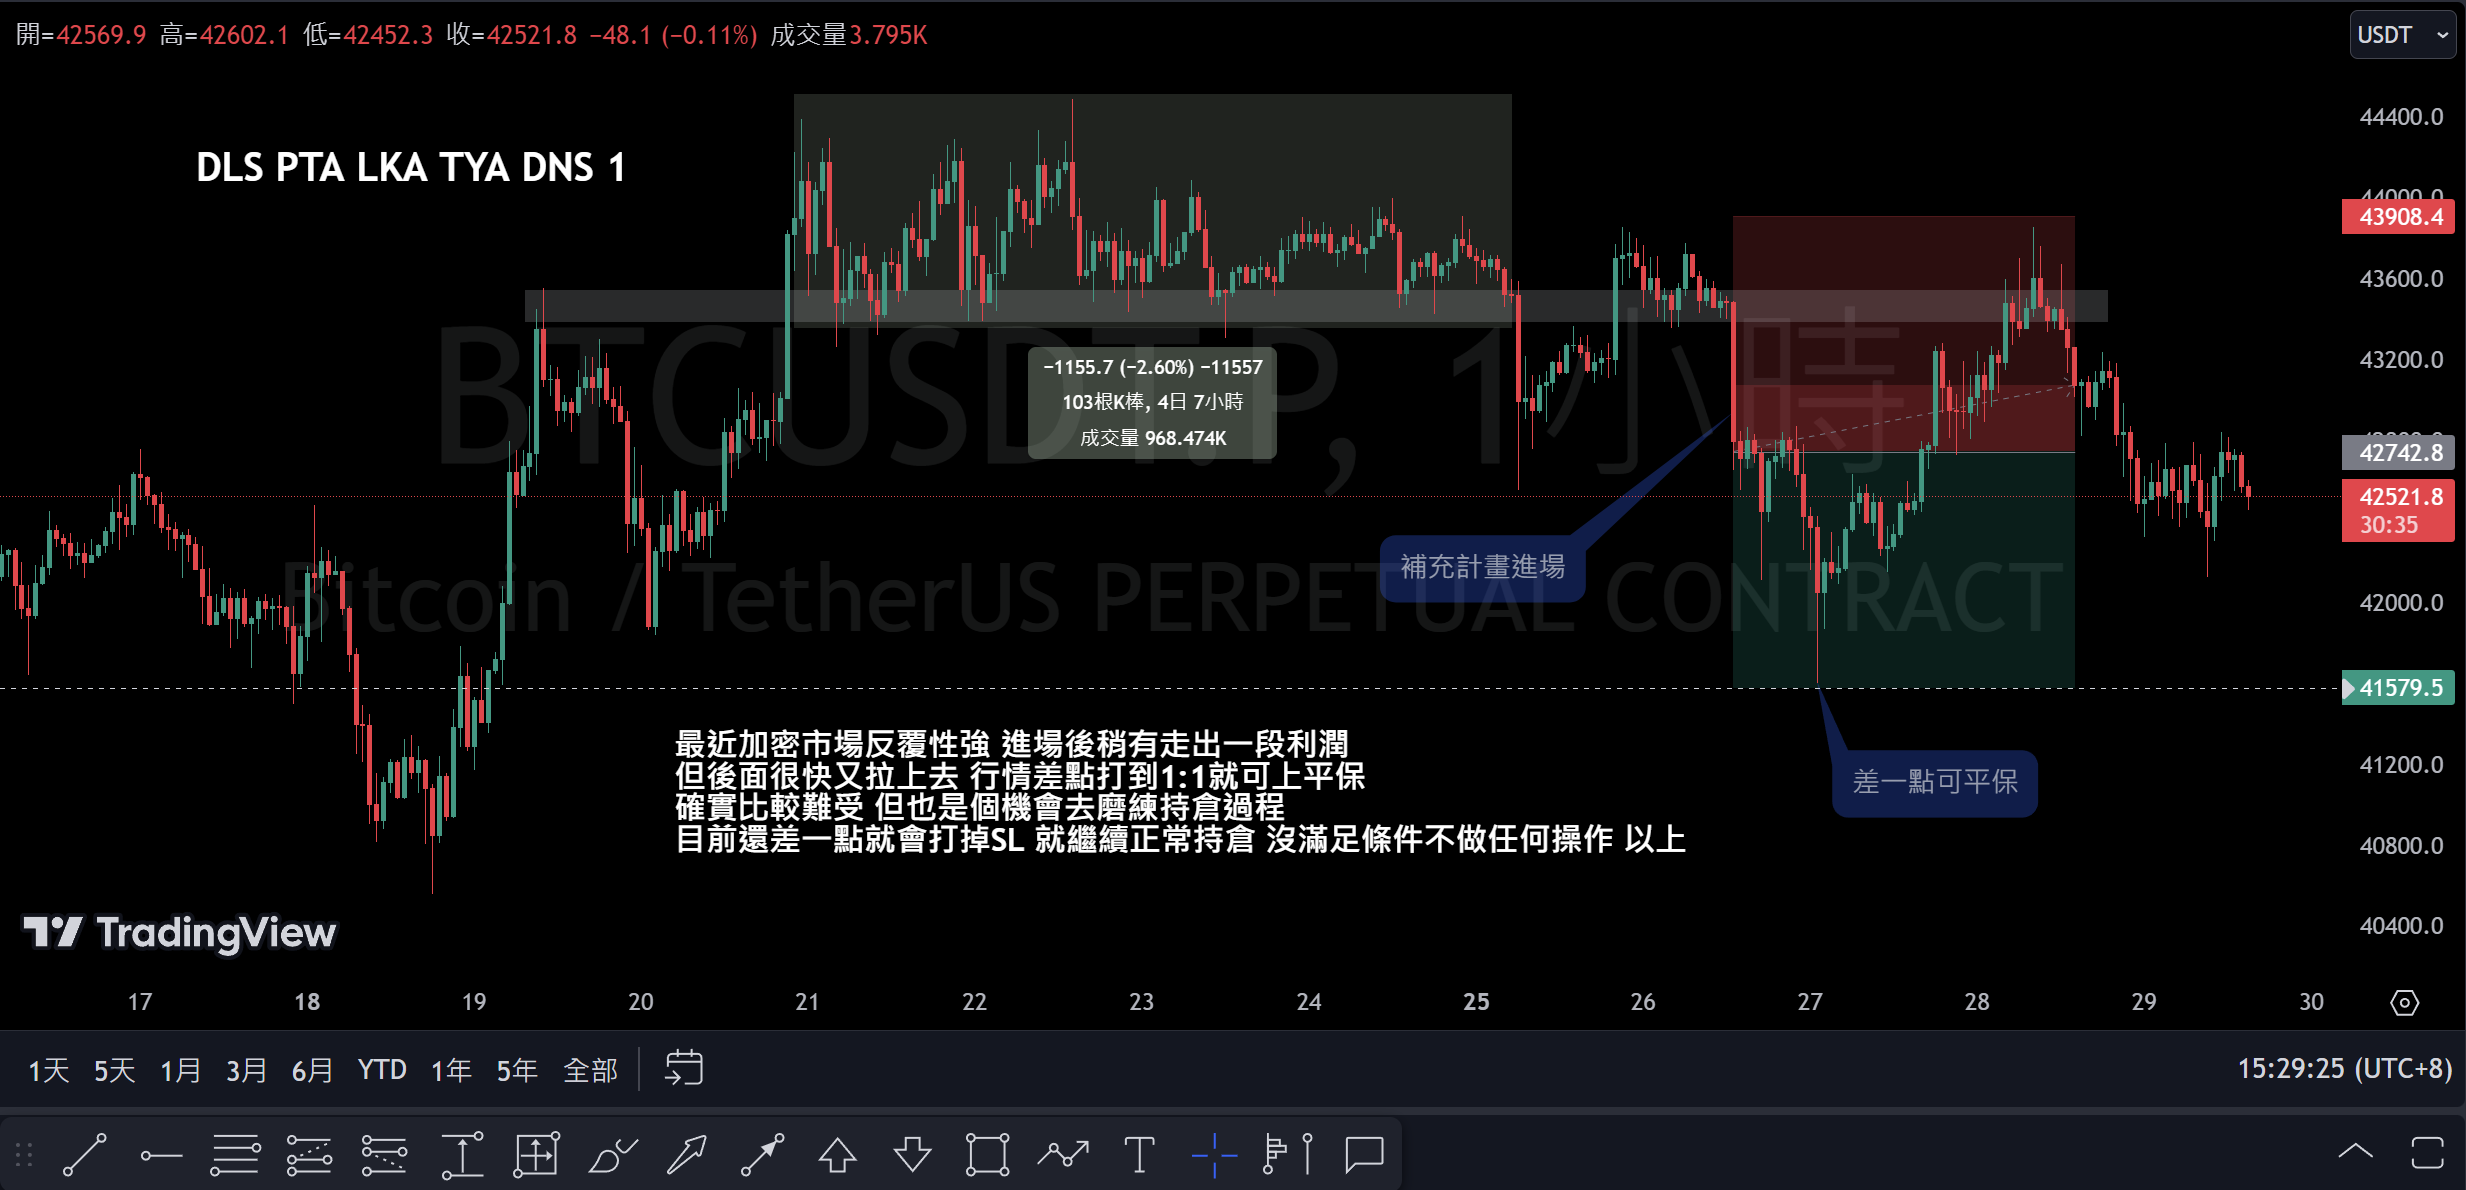 開=42569.9 高=42602.1 低=42452.3 收=42521.8 −48.1 (−0.11%) 成交量3.795K
USDT
DLS PTA LKA TYA DNS 1
44400.0
44000.0
43908.4
43600.0
43200.0
42742.8
42521.8
30:35
42000.0
41579.5
41200.0
40800.0
40400.0
BTCUSDT.P, 1小時
Bitcoin / TetherUS PERPETUAL CONTRACT
−1155.7 (−2.60%) −11557
103根K棒, 4日 7小時
成交量 968.474K
補充計畫進場
差一點可平保
最近加密市場反覆性強 進場後稍有走出一段利潤
但後面很快又拉上去 行情差點打到1:1就可上平保
確實比較難受 但也是個機會去磨練持倉過程
目前還差一點就會打掉SL 就繼續正常持倉 沒滿足條件不做任何操作 以上
TradingView
17 18 19 20 21 22 23 24 25 26 27 28 29 30
1天 5天 1月 3月 6月 YTD 1年 5年 全部
15:29:25 (UTC+8)